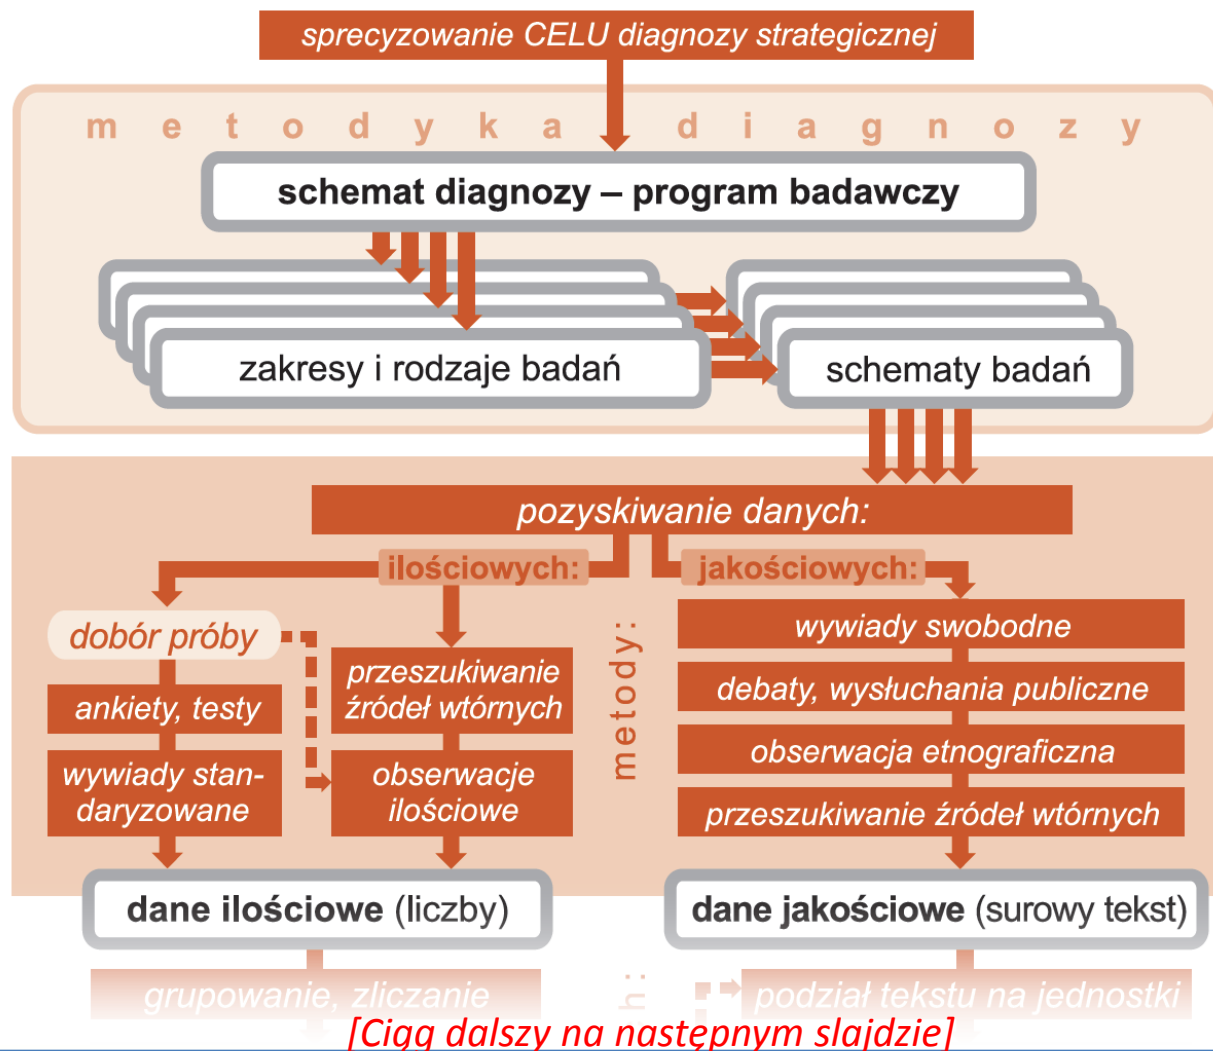 sprecyzowanie CELU diagnozy strategicznej
metodyka diagnozy
schemat diagnozy – program badawczy
zakresy i rodzaje badań
schematy badań
pozyskiwanie danych:
ilościowych:
jakościowych:
dobór próby
ankiety, testy
wywiady stan-
daryzowane
przeszukiwanie
źródeł wtórnych
obserwacje
ilościowe
metody:
wywiady swobodne
debaty, wysłuchania publiczne
obserwacja etnograficzna
przeszukiwanie źródeł wtórnych
dane ilościowe (liczby)
dane jakościowe (surowy tekst)
grupowanie, zliczanie
h:
podział tekstu na jednostki
[Ciąg dalszy na następnym slajdzie]